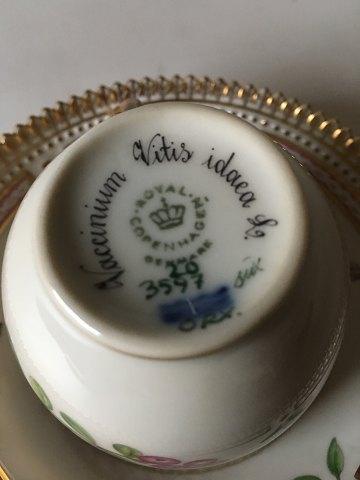 Vaccinium Vitis idaea L.
ROYAL
COPENHAGEN
DENMARK
20
3597